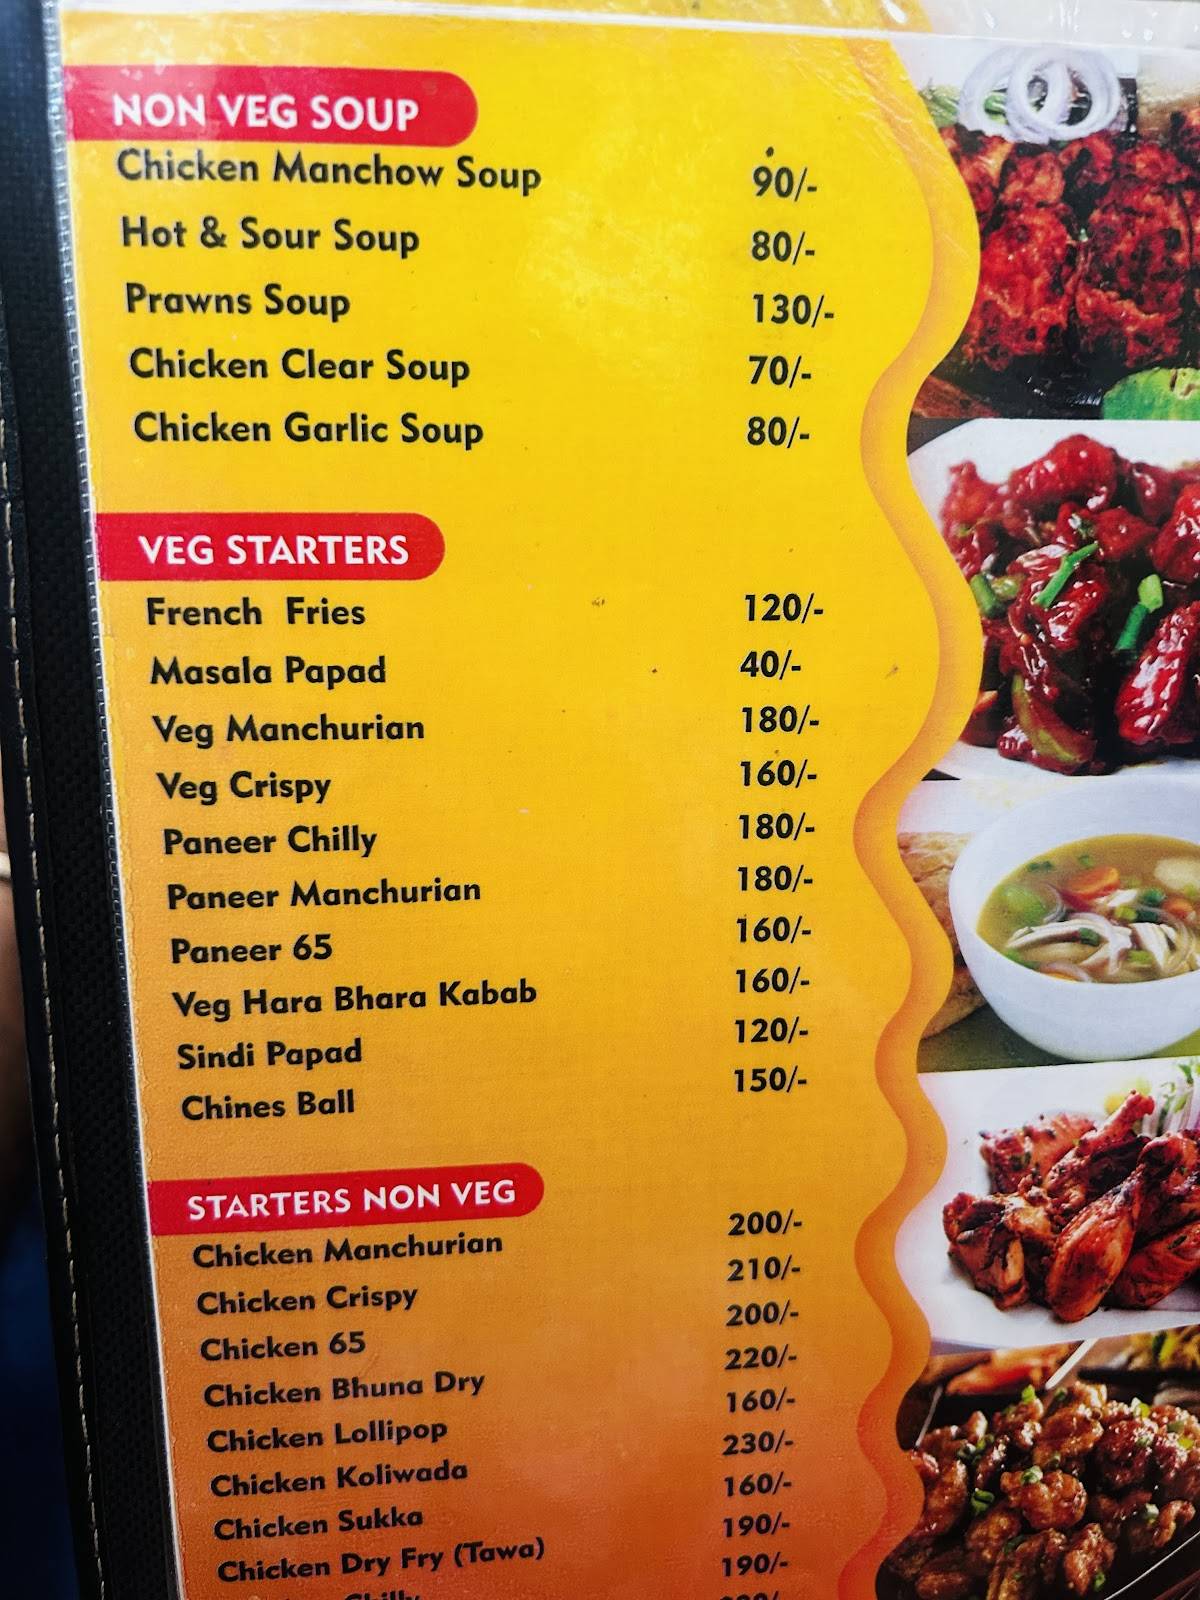 NON VEG SOUP
Chicken Manchow Soup 90/-
Hot & Sour Soup 80/-
Prawns Soup 130/-
Chicken Clear Soup 70/-
Chicken Garlic Soup 80/-
VEG STARTERS
French Fries 120/-
Masala Papad 40/-
Veg Manchurian 180/-
Veg Crispy 160/-
Paneer Chilly 180/-
Paneer Manchurian 180/-
Paneer 65 160/-
Veg Hara Bhara Kabab 160/-
Sindi Papad 120/-
Chines Ball 150/-
STARTERS NON VEG
Chicken Manchurian 200/-
Chicken Crispy 210/-
Chicken 65 200/-
Chicken Bhuna Dry 220/-
Chicken Lollipop 160/-
Chicken Koliwada 230/-
Chicken Sukka 160/-
Chicken Dry Fry (Tawa) 190/-
Chilly 190/-